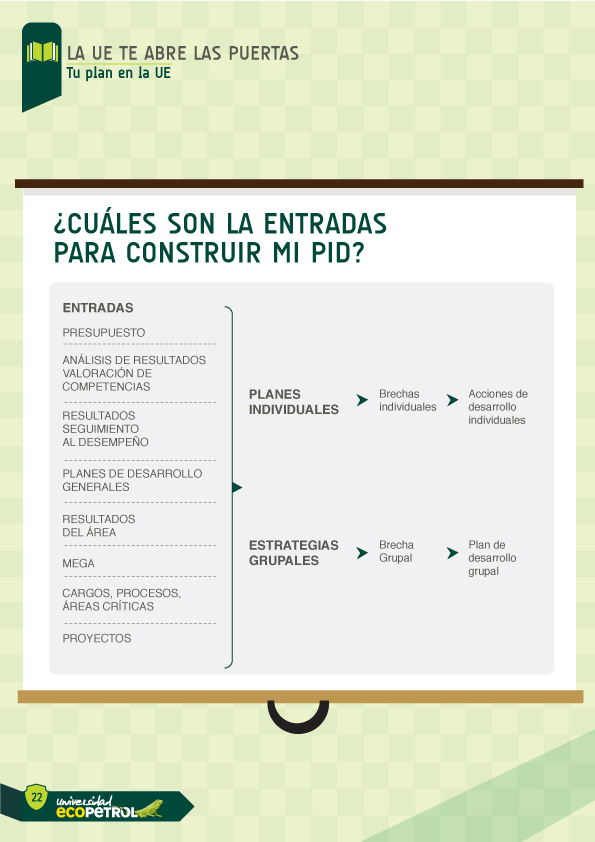 LA UE TE ABRE LAS PUERTAS
Tu plan en la UE
¿CUÁLES SON LA ENTRADAS
PARA CONSTRUIR MI PID?
ENTRADAS
PRESUPUESTO
ANÁLISIS DE RESULTADOS
VALORACIÓN DE
COMPETENCIAS
RESULTADOS
SEGUIMIENTO
AL DESEMPEÑO
PLANES DE DESARROLLO
GENERALES
RESULTADOS
DEL ÁREA
MEGA
CARGOS, PROCESOS,
ÁREAS CRÍTICAS
PROYECTOS
PLANES
INDIVIDUALES
Brechas
individuales
Acciones de
desarrollo
individuales
ESTRATEGIAS
GRUPALES
Brecha
Grupal
Plan de
desarrollo
grupal
22
universidad
ECOPETROL